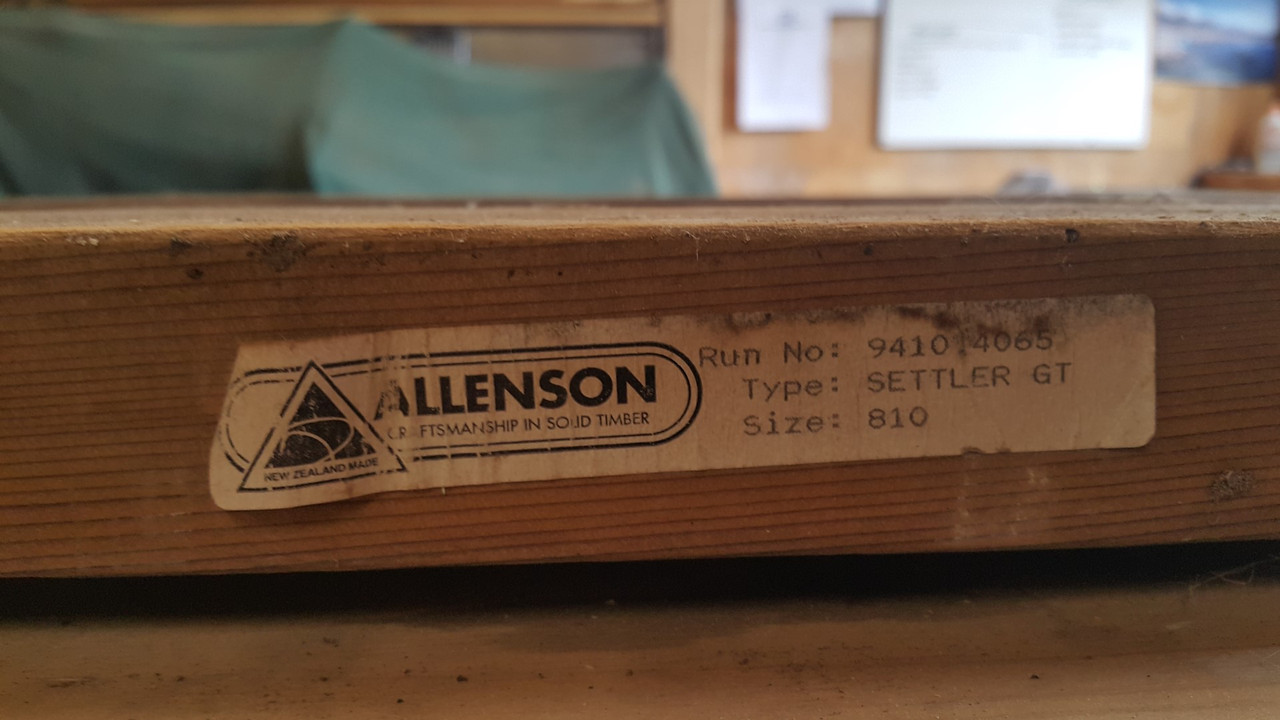 ALLENSON
CRAFTSMANSHIP IN SOLID TIMBER
NEW ZEALAND MADE
Run No: 9410 4065
Type: SETTLER GT
Size: 810